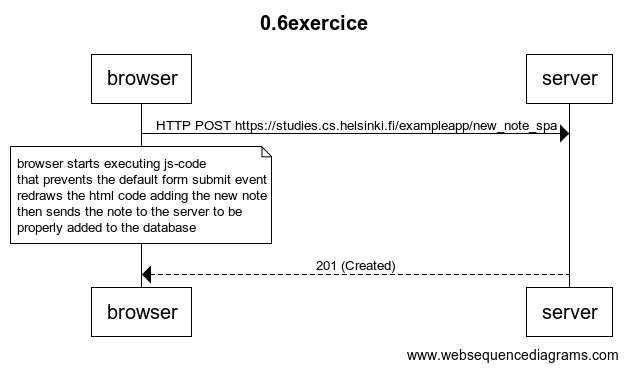 0.6exercice
browser
server
HTTP POST https://studies.cs.helsinki.fi/exampleapp/new_note_spa
browser starts executing js-code
that prevents the default form submit event
redraws the html code adding the new note
then sends the note to the server to be
properly added to the database
201 (Created)
browser
server
www.websequencediagrams.com